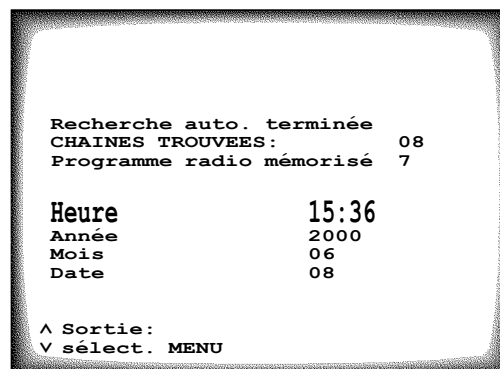 Recherche auto. terminée
CHAINES TROUVEES: 08
Programme radio mémorisé 7
Heure 15:36
Année 2000
Mois 06
Date 08
∧ Sortie:
∨ sélect. MENU